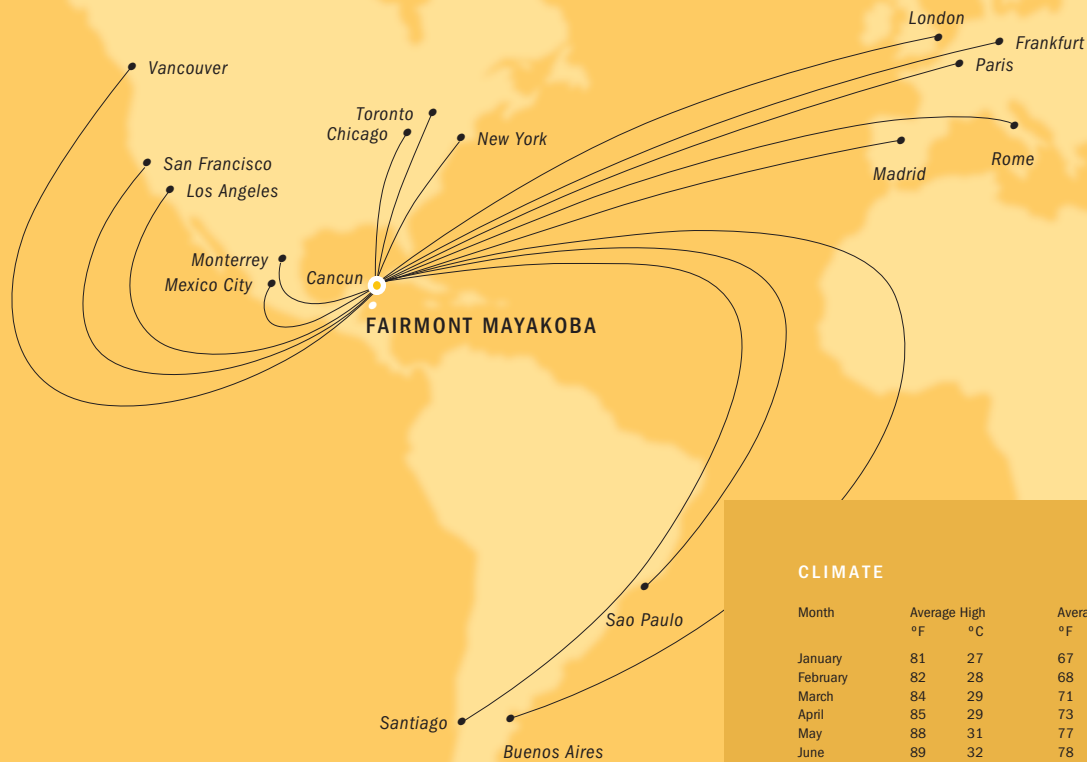 London
Frankfurt
Paris
Vancouver
Toronto
Chicago
New York
San Francisco
Los Angeles
Rome
Madrid
Monterrey
Mexico City
Cancun
FAIRMONT MAYAKOBA
Sao Paulo
Santiago
Buenos Aires
CLIMATE
Month Average High Avera
°F °C °F
January 81 27 67
February 82 28 68
March 84 29 71
April 85 29 73
May 88 31 77
June 89 32 78